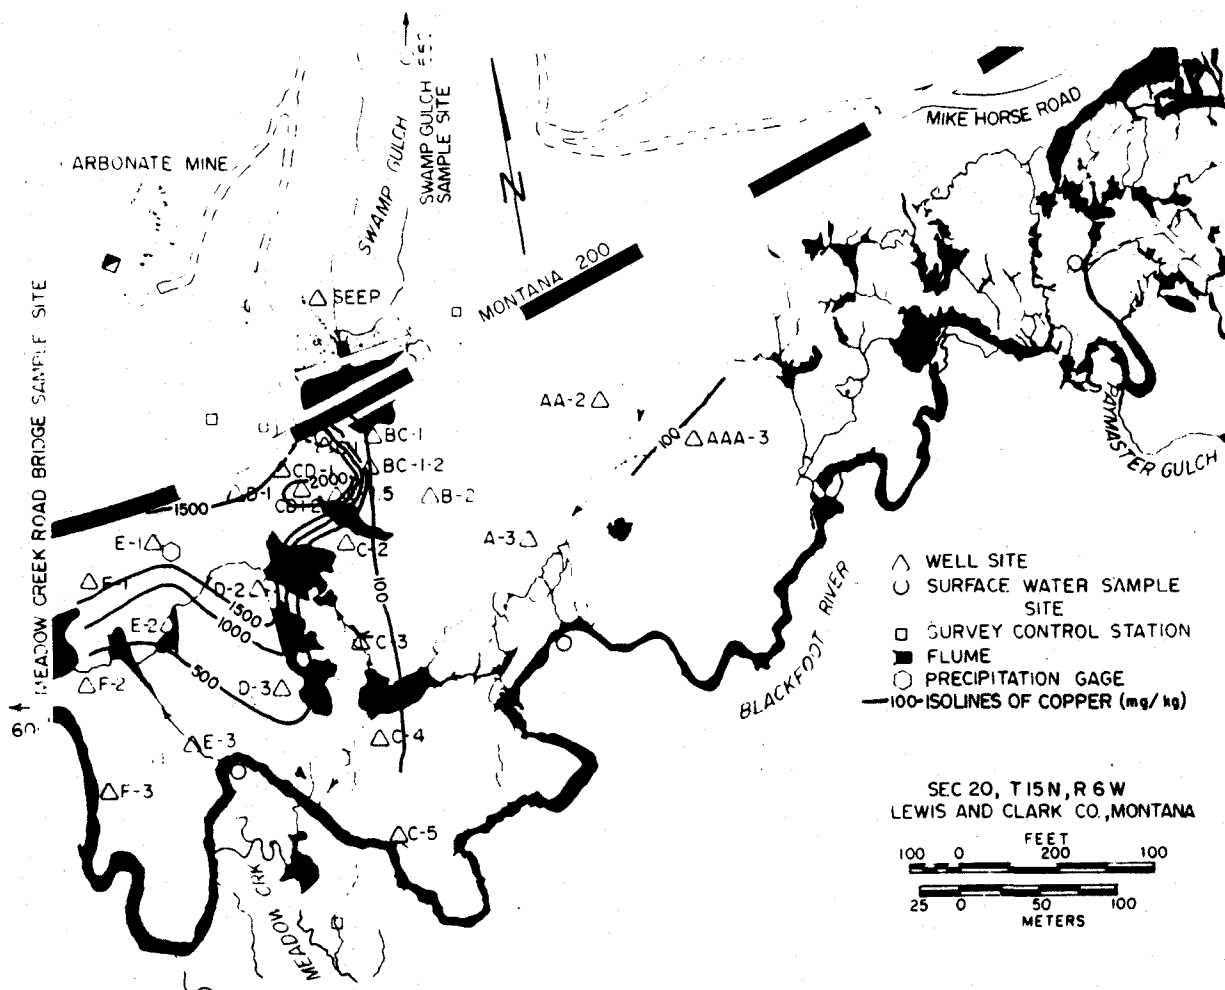 SWAMP GULCH
SAMPLE SITE
SWAMP GULCH
MIKE HORSE ROAD
ARBONATE MINE
N
MONTANA 200
SEEP
MEADOW CREEK ROAD BRIDGE SAMPLE SITE
AA-2
100
AAA-3
PAYMASTER GULCH
BC-1
CD-1
BC-1-2
2000
D-1
B-2
1500
E-1
C-2
A-3
F-1
D-2
100
1500
1000
E-2
C-3
500
D-3
F-2
BLACKFOOT RIVER
E-3
C-4
F-3
C-5
MEADOW CRK
WELL SITE
SURFACE WATER SAMPLE
SITE
SURVEY CONTROL STATION
FLUME
PRECIPITATION GAGE
100-ISOLINES OF COPPER (mg/kg)
SEC 20, T15N, R6W
LEWIS AND CLARK CO., MONTANA
FEET
100 0 200 100
25 0 50 100
METERS